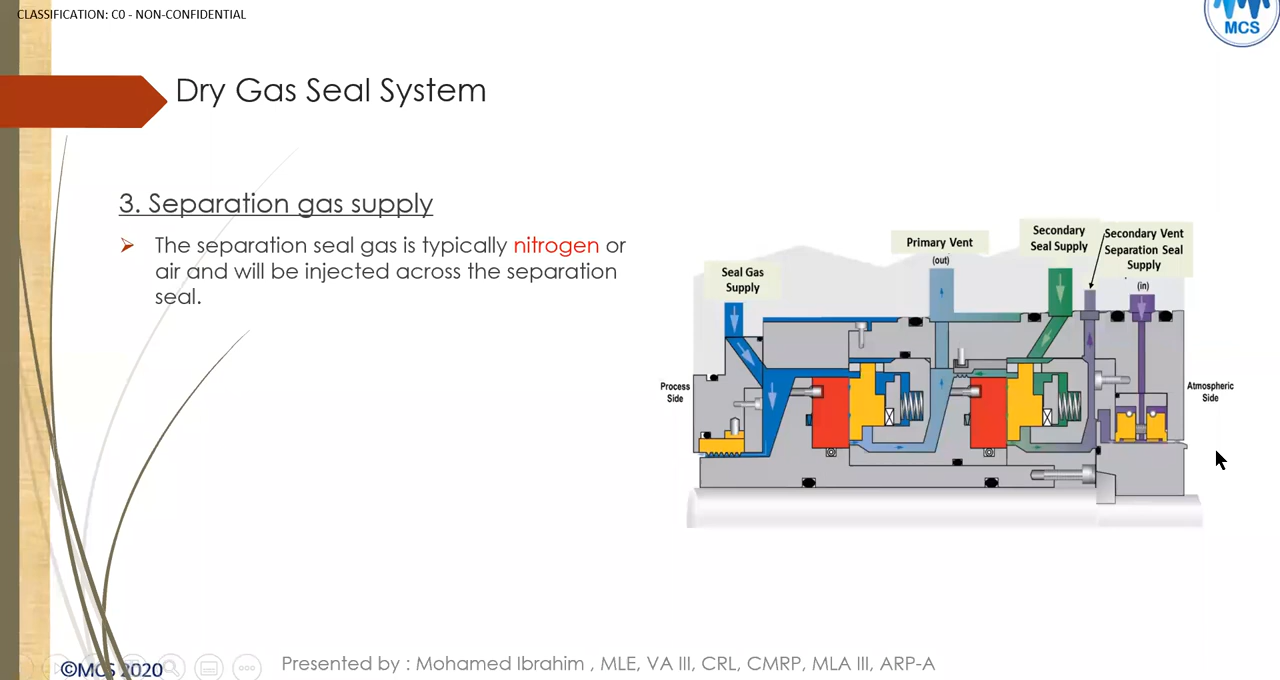 CLASSIFICATION: C0 - NON-CONFIDENTIAL
MCS
Dry Gas Seal System
3. Separation gas supply
The separation seal gas is typically nitrogen or
air and will be injected across the separation
seal.
Seal Gas
Supply
Primary Vent
(out)
Secondary
Seal Supply
Secondary Vent
Separation Seal
Supply
(in)
Process
Side
Atmospheric
Side
©MCS 2020
Presented by : Mohamed Ibrahim , MLE, VA III, CRL, CMRP, MLA III, ARP-A